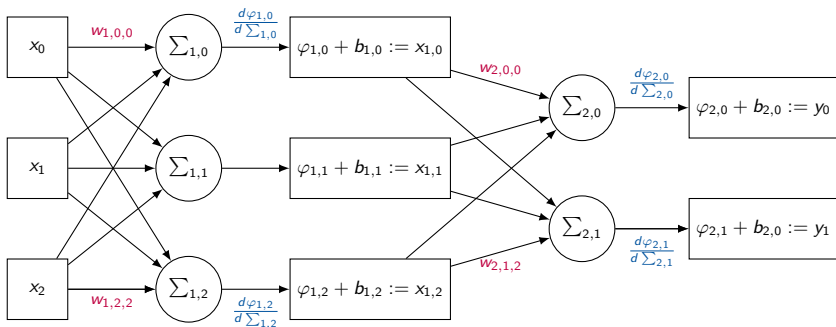 x₀
w₁,₀,₀
∑₁,₀
dφ₁,₀ / d ∑₁,₀
φ₁,₀ + b₁,₀ := x₁,₀
w₂,₀,₀
∑₂,₀
dφ₂,₀ / d ∑₂,₀
φ₂,₀ + b₂,₀ := y₀
x₁
∑₁,₁
φ₁,₁ + b₁,₁ := x₁,₁
∑₂,₁
dφ₂,₁ / d ∑₂,₁
φ₂,₁ + b₂,₀ := y₁
x₂
w₁,₂,₂
∑₁,₂
dφ₁,₂ / d ∑₁,₂
φ₁,₂ + b₁,₂ := x₁,₂
w₂,₁,₂